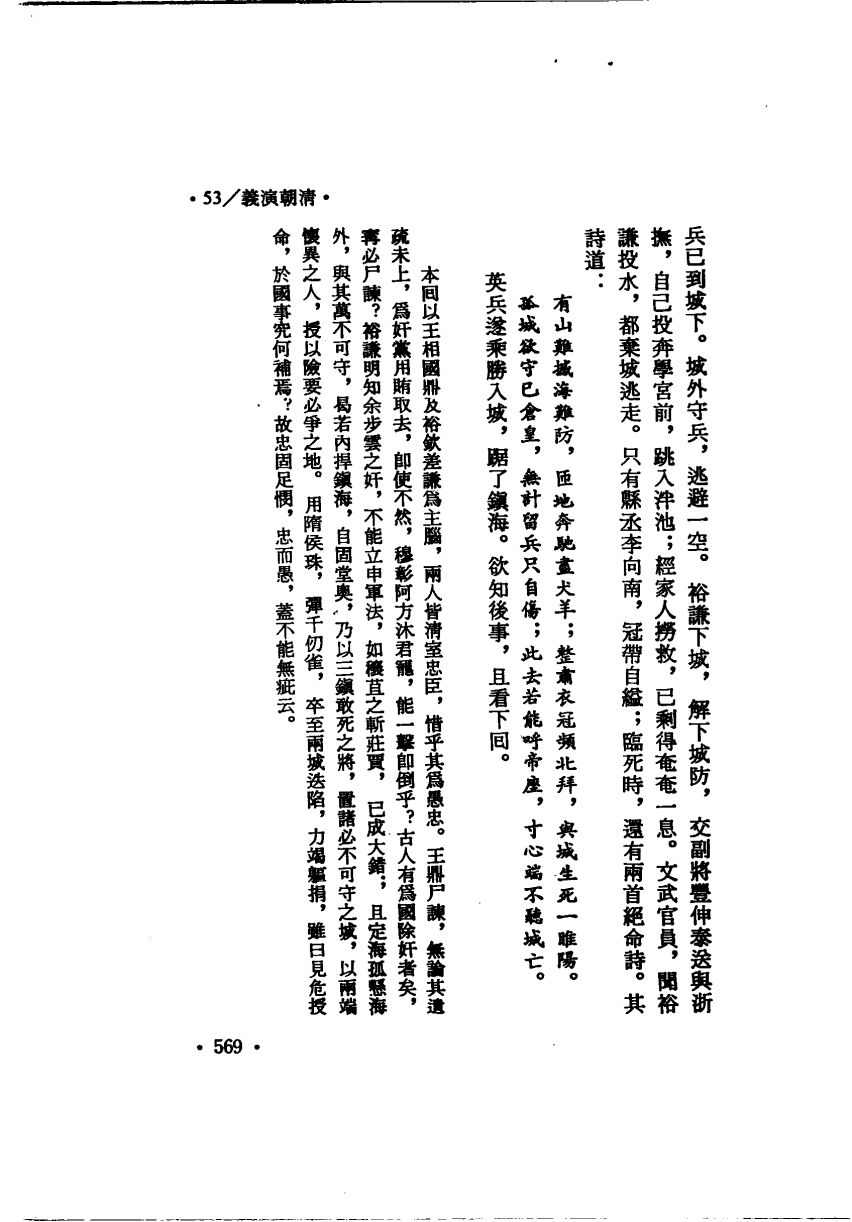 •53／義演朝清•
兵已到城下。城外守兵，逃避一空。裕謙下城，解下城防，交副將豐伸泰送與浙
撫，自己投奔學宮前，跳入泮池；經家人撈救，已剩得奄奄一息。文武官員，聞裕
謙投水，都棄城逃走。只有縣丞李向南，冠帶自縊；臨死時，還有兩首絕命詩。其
詩道：
有山難撼海難防，匝地奔馳盡犬羊；整肅衣冠頻北拜，與城生死一睢陽。
孤城欲守已倉皇，無計留兵只自傷；此去若能呼帝座，寸心端不聽城亡。
英兵遂乘勝入城，踞了鎭海。欲知後事，且看下回。
本回以王相國鼎及裕欽差謙爲主腦，兩人皆淸室忠臣，惜乎其爲愚忠。王鼎尸諫，無論其遺
疏未上，爲奸黨用賄取去，卽使不然，穆彰阿方沐君寵，能一擊卽倒乎？古人有爲國除奸者矣，
寗必尸諫？裕謙明知余步雲之奸，不能立申軍法，如穰苴之斬莊賈，已成大錯；且定海孤懸海
外，與其萬不可守，曷若內捍鎭海，自固堂奧，乃以三鎭敢死之將，置諸必不可守之城，以兩端
懷異之人，授以險要必爭之地。用隋侯珠，彈千仞雀，卒至兩城迭陷，力竭軀捐，雖曰見危授
命，於國事究何補焉？故忠固足憫，忠而愚，蓋不能無疵云。
•569•